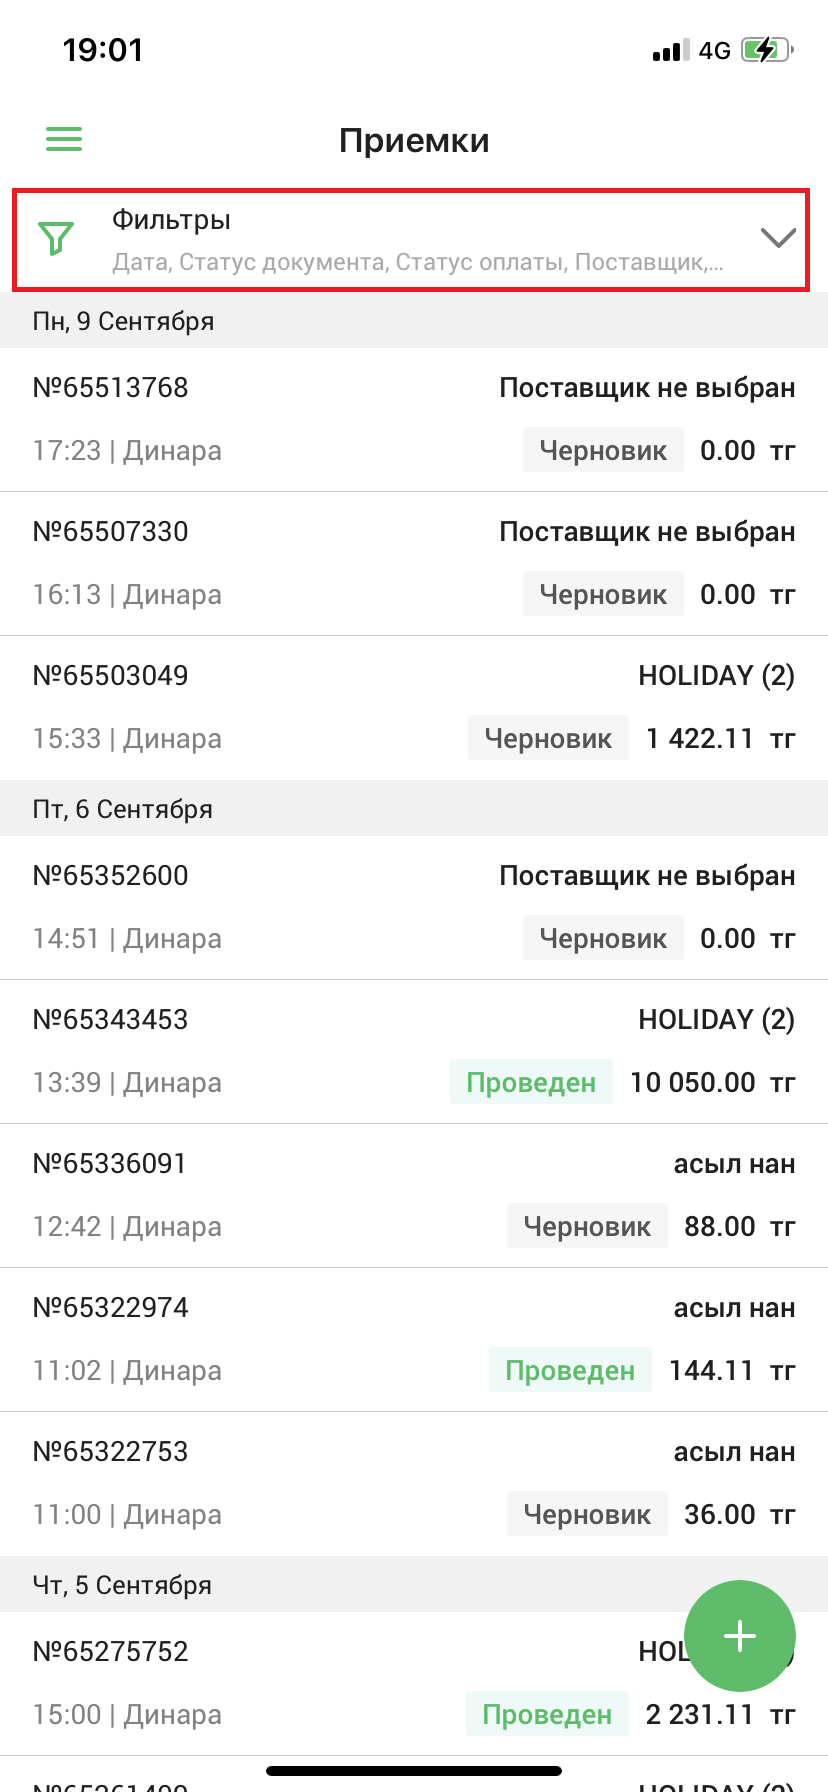 19:01 4G
Приемки
Фильтры
Дата, Статус документа, Статус оплаты, Поставщик,...
Пн, 9 Сентября
№65513768 Поставщик не выбран
17:23 | Динара Черновик 0.00 тг
№65507330 Поставщик не выбран
16:13 | Динара Черновик 0.00 тг
№65503049 HOLIDAY (2)
15:33 | Динара Черновик 1 422.11 тг
Пт, 6 Сентября
№65352600 Поставщик не выбран
14:51 | Динара Черновик 0.00 тг
№65343453 HOLIDAY (2)
13:39 | Динара Проведен 10 050.00 тг
№65336091 асыл нан
12:42 | Динара Черновик 88.00 тг
№65322974 асыл нан
11:02 | Динара Проведен 144.11 тг
№65322753 асыл нан
11:00 | Динара Черновик 36.00 тг
Чт, 5 Сентября
№65275752
15:00 | Динара Проведен 2 231.11 тг